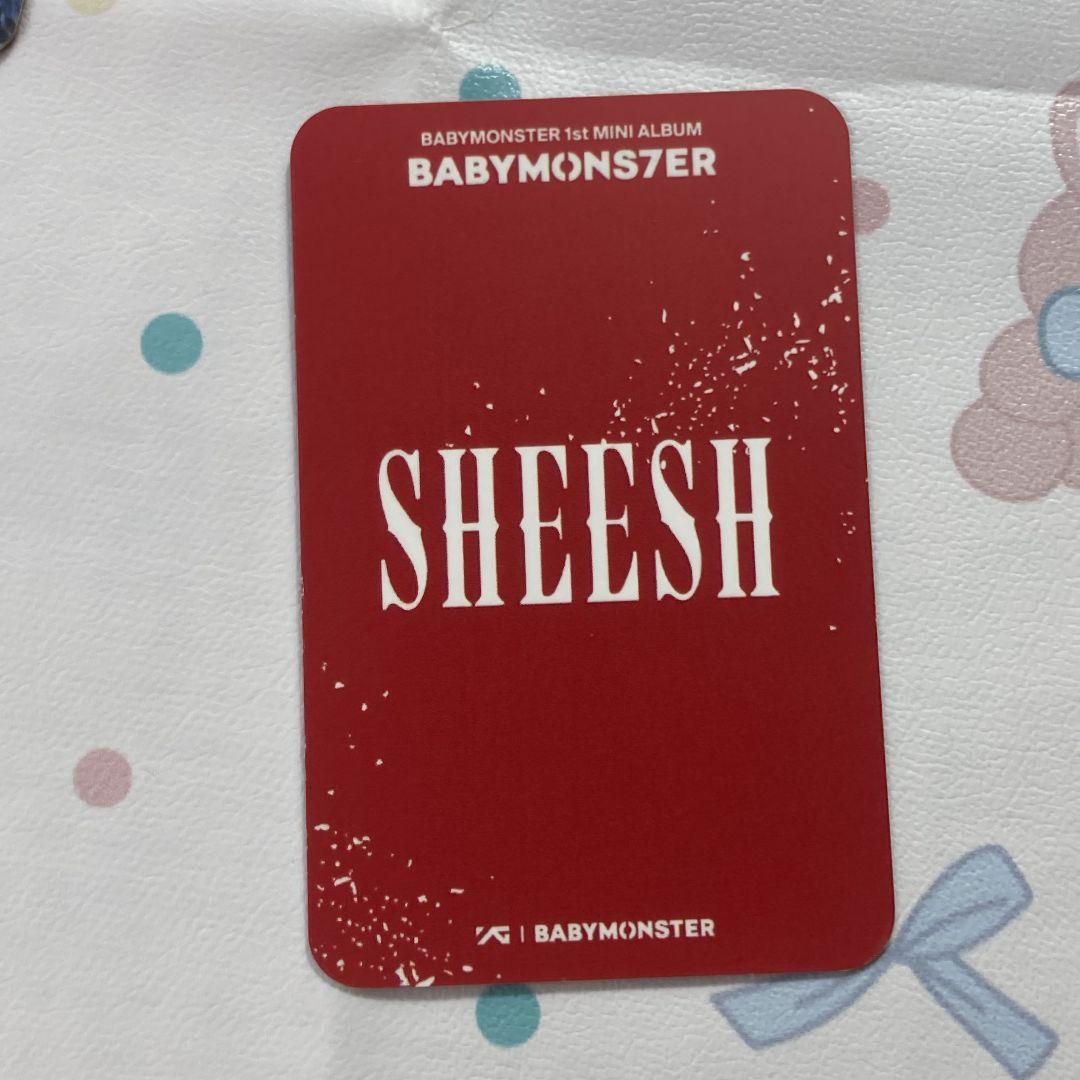 BABYMONSTER 1st MINI ALBUM
BABYMONS7ER
SHEESH
YG | BABYMONSTER